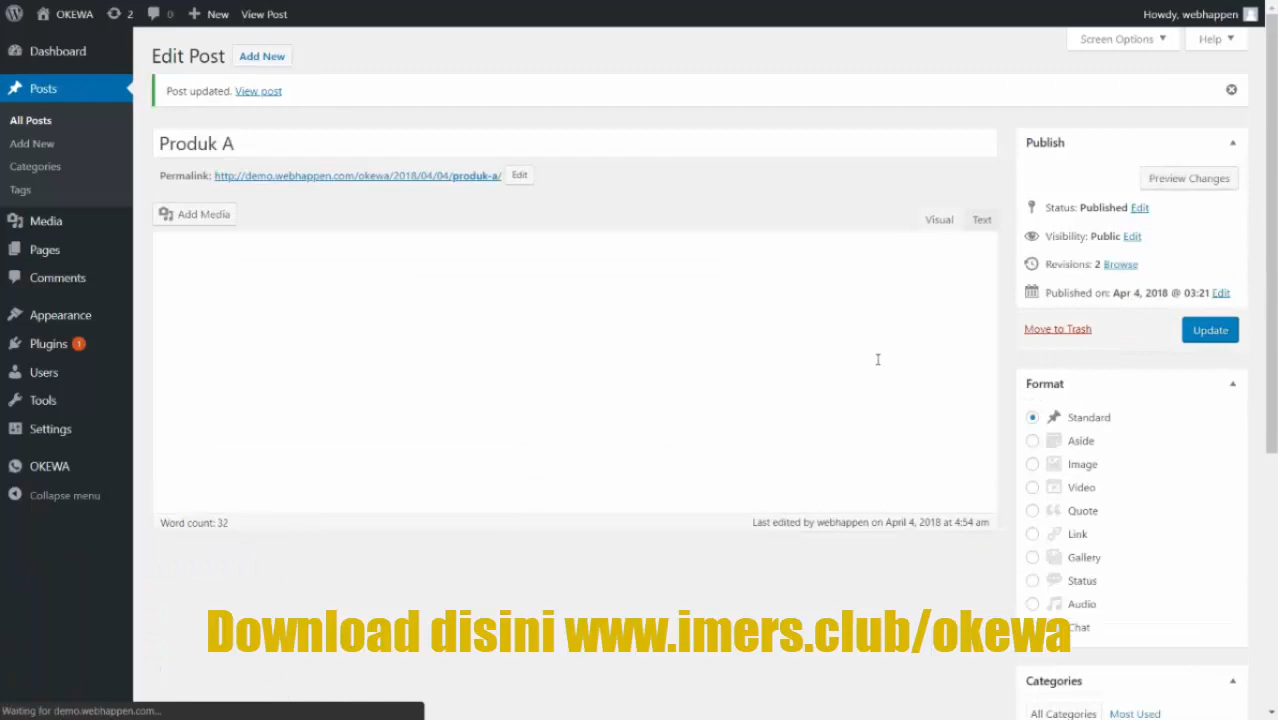 OKEWA 2 0 New View Post Howdy, webhappen
Screen Options Help
Dashboard
Posts
All Posts
Add New
Categories
Tags
Media
Pages
Comments
Appearance
Plugins 1
Users
Tools
Settings
OKEWA
Collapse menu
Edit Post Add New
Post updated. View post
Produk A
Permalink: http://demo.webhappen.com/okewa/2018/04/04/produk-a/ Edit
Add Media
Visual Text
Word count: 32 Last edited by webhappen on April 4, 2018 at 4:54 am
Publish
Preview Changes
Status: Published Edit
Visibility: Public Edit
Revisions: 2 Browse
Published on: Apr 4, 2018 @ 03:21 Edit
Move to Trash Update
Format
Standard
Aside
Image
Video
Quote
Link
Gallery
Status
Audio
Chat
Categories
All Categories Most Used
Download disini www.imers.club/okewa
Waiting for demo.webhappen.com...